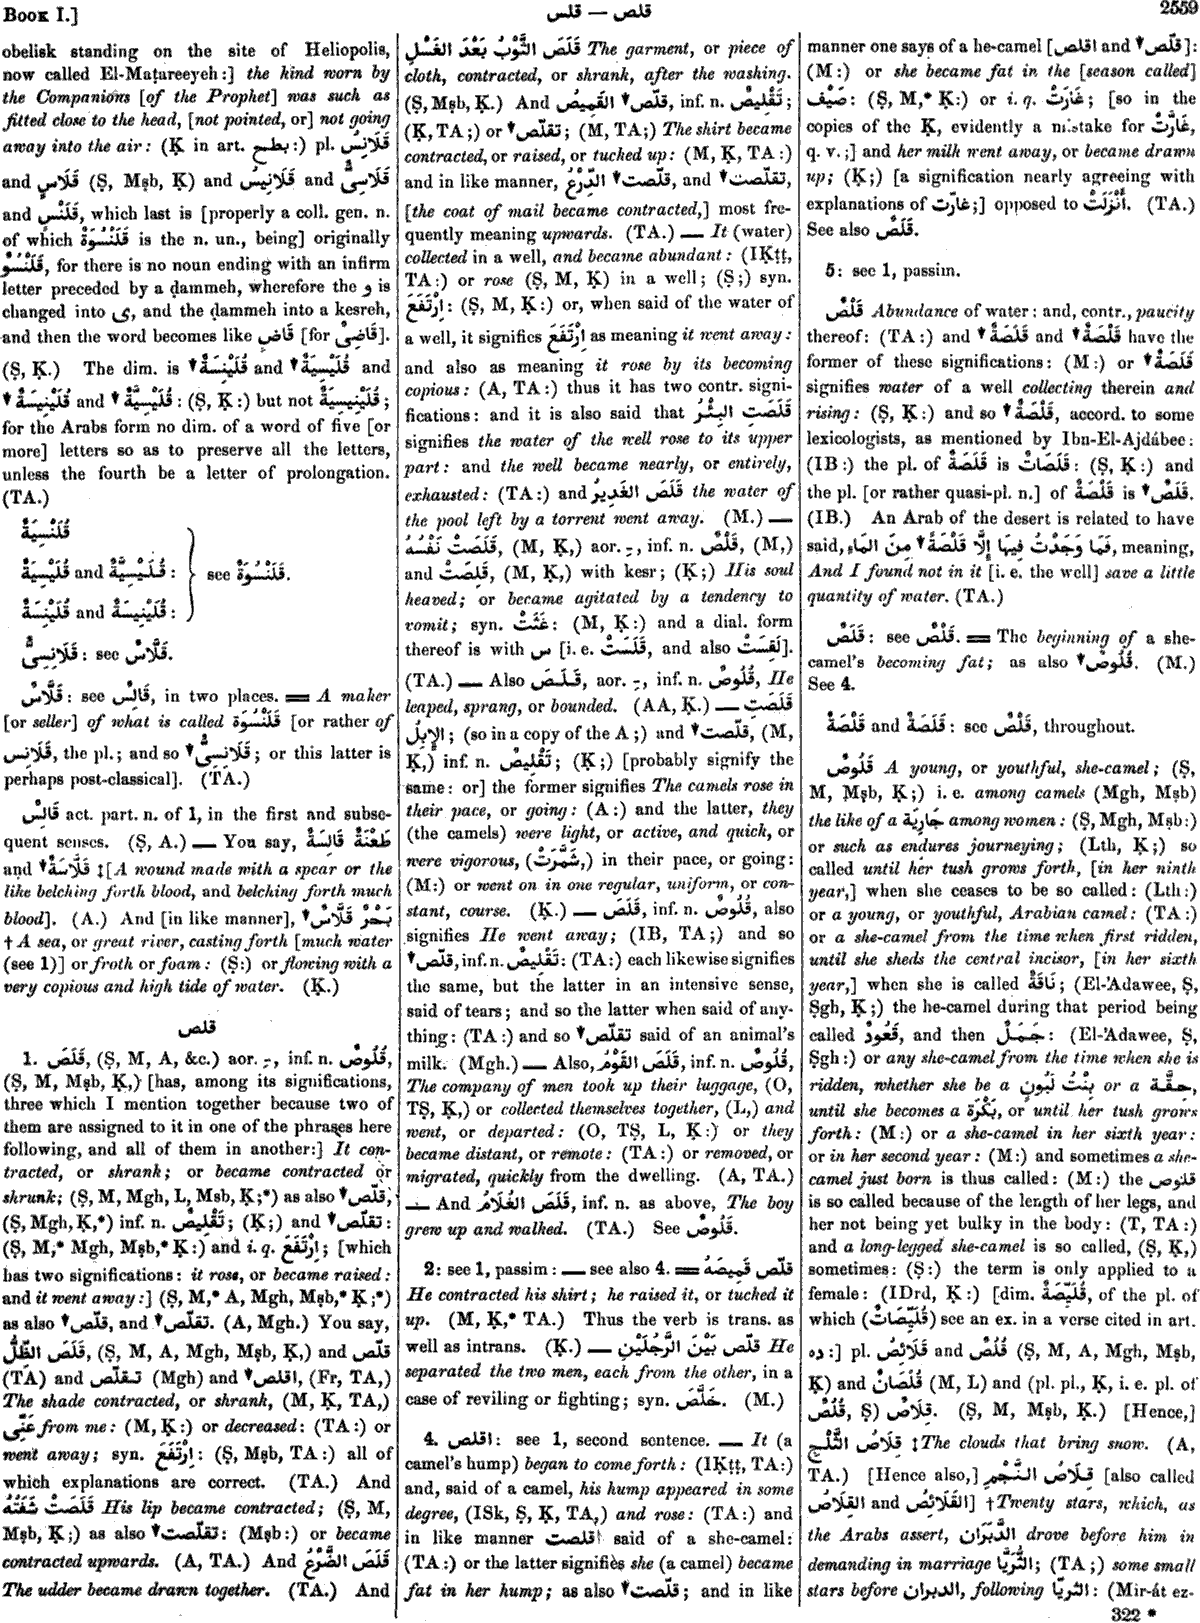 Book I.]
قلس — قلص
2559
obelisk standing on the site of Heliopolis,
now called El-Maṭareeyeh:] the kind worn by
the Companions [of the Prophet] was such as
fitted close to the head, [not pointed, or] not going
away into the air: (Ḳ in art. بطح:) pl. قَلَانِسُ
and قَلَاسٍ (Ṣ, Mṣb, Ḳ) and قَلَانِيسُ and قَلَاسِىُّ
and قَلَنْسٍ, which last is [properly a coll. gen. n.
of which قَلَنْسُوَةٌ is the n. un., being] originally
قَلَنْسُوٌ, for there is no noun ending with an infirm
letter preceded by a ḍammeh, wherefore the و is
changed into ى, and the ḍammeh into a kesreh,
and then the word becomes like قَاضٍ [for قَاضِىٌ].
(Ṣ, Ḳ.) The dim. is ▼ قُلَيْنِسَةٌ and قُلَيْسِيَةٌ and
▼ قُلَيْنِيسَةٌ and ▼ قُلَيْسِيَّةٌ: (Ṣ, Ḳ:) but not قُلَيْنِيسِيَةٌ;
for the Arabs form no dim. of a word of five [or
more] letters so as to preserve all the letters,
unless the fourth be a letter of prolongation.
(TA.)
قُلَنْسِيَةٌ
قُلَيْسِيَةٌ and قُلَيْسِيَّةٌ: see قَلَنْسُوَةٌ.
قُلَيْنِسَةٌ and قُلَيْنِيسَةٌ:
قَلَانِسِىٌّ: see قَلَّاسٌ.
قَلَّاسٌ: see قَالِسٌ, in two places. = A maker
[or seller] of what is called قَلَنْسُوَة [or rather of
قَلَانِس, the pl.; and so ▼ قَلَانِسِىٌّ; or this latter is
perhaps post-classical]. (TA.)
قَالِسٌ act. part. n. of 1, in the first and subse-
quent senses. (Ṣ, A.) — You say, طَعْنَةٌ قَالِسَةٌ
and ▼ قَلَّاسَةٌ ‡[A wound made with a spear or the
like belching forth blood, and belching forth much
blood]. (A.) And [in like manner], ▼ بَحْرٌ قَلَّاسٌ
† A sea, or great river, casting forth [much water
(see 1)] or froth or foam: (Ṣ:) or flowing with a
very copious and high tide of water. (Ḳ.)
قلص
1. قَلَصَ, (Ṣ, M, A, &c.) aor. ـِ, inf. n. قُلُوصٌ,
(Ṣ, M, Mṣb, Ḳ,) [has, among its significations,
three which I mention together because two of
them are assigned to it in one of the phrases here
following, and all of them in another:] It con-
tracted, or shrank; or became contracted or
shrunk; (Ṣ, M, Mgh, L, Mṣb, Ḳ;*) as also ▼ قلّص;
(Ṣ, Mgh, Ḳ,*) inf. n. تَقْلِيصٌ; (Ḳ;) and ▼ تقلّص:
(Ṣ, M,* Mgh, Mṣb,* Ḳ:) and i. q. اِرْتَفَعَ; [which
has two significations: it rose, or became raised:
and it went away:] (Ṣ, M,* A, Mgh, Mṣb,* Ḳ;*)
as also ▼ قلّص, and ▼ تقلّص. (A, Mgh.) You say,
قَلَصَ الظِّلُّ, (Ṣ, M, A, Mgh, Mṣb, Ḳ,) and قلّص
(TA) and تقلّص (Mgh) and ▼ اقلص, (Fr, TA,)
The shade contracted, or shrank, (M, Ḳ, TA,)
عَنِّى from me: (M, Ḳ:) or decreased: (TA:) or
went away; syn. اِرْتَفَعَ: (Ṣ, Mṣb, TA:) all of
which explanations are correct. (TA.) And
قَلَصَتْ شَفَتُهُ His lip became contracted; (Ṣ, M,
Mṣb, Ḳ;) as also ▼ تقلّصت: (Mṣb:) or became
contracted upwards. (A, TA.) And قَلَصَ الضَّرْعُ
The udder became drawn together. (TA.) And
قَلَصَ الثَّوْبُ بَعْدَ الغَسْلِ The garment, or piece of
cloth, contracted, or shrank, after the washing.
(Ṣ, Mṣb, Ḳ.) And ▼ قلّص القَمِيصُ, inf. n. تَقْلِيصٌ;
(Ḳ, TA;) or ▼ تقلّص; (M, TA;) The shirt became
contracted, or raised, or tucked up: (M, Ḳ, TA:)
and in like manner, ▼ قلّصت الدِّرْعُ, and ▼ تقلّصت,
[the coat of mail became contracted,] most fre-
quently meaning upwards. (TA.) — It (water)
collected in a well, and became abundant: (IḲṭṭ,
TA:) or rose (Ṣ, M, Ḳ) in a well; (Ṣ;) syn.
اِرْتَفَعَ: (Ṣ, M, Ḳ:) or, when said of the water of
a well, it signifies اِرْتَفَعَ as meaning it went away:
and also as meaning it rose by its becoming
copious: (A, TA:) thus it has two contr. signi-
fications: and it is also said that قَلَصَتِ البِئْرُ
signifies the water of the well rose to its upper
part: and the well became nearly, or entirely,
exhausted: (TA:) and قَلَصَ الغَدِيرُ the water of
the pool left by a torrent went away. (M.) —
قَلَصَتْ نَفْسُهُ, (M, Ḳ,) aor. ـِ, inf. n. قَلْصٌ, (M,)
and قَلِصَتْ, (M, Ḳ,) with kesr; (Ḳ;) His soul
heaved; or became agitated by a tendency to
vomit; syn. غَثَتْ: (M, Ḳ:) and a dial. form
thereof is with س [i. e. قَلَسَتْ, and also لَقِسَتْ].
(TA.) — Also قَلَصَ, aor. ـِ, inf. n. قُلُوصٌ, He
leaped, sprang, or bounded. (AA, Ḳ.) — قَلَصَتِ
الإِبِلُ; (so in a copy of the A;) and ▼ قلّصت, (M,
Ḳ,) inf. n. تَقْلِيصٌ; (Ḳ;) [probably signify the
same: or] the former signifies The camels rose in
their pace, or going: (A:) and the latter, they
(the camels) were light, or active, and quick, or
were vigorous, (شَمَّرَتْ,) in their pace, or going:
(M:) or went on in one regular, uniform, or con-
stant, course. (Ḳ.) — قَلَصَ, inf. n. قُلُوصٌ, also
signifies He went away; (IB, TA;) and so
▼ قلّص, inf. n. تَقْلِيصٌ: (TA:) each likewise signifies
the same, but the latter in an intensive sense,
said of tears; and so the latter when said of any-
thing: (TA:) and so ▼ تقلّص said of an animal's
milk. (Mgh.) — Also, قَلَصَ القَوْمُ, inf. n. قُلُوصٌ,
The company of men took up their luggage, (O,
TṢ, Ḳ,) or collected themselves together, (L,) and
went, or departed: (O, TṢ, L, Ḳ:) or they
became distant, or remote: (TA:) or removed, or
migrated, quickly from the dwelling. (A, TA.)
— And قَلَصَ الغُلَامُ, inf. n. as above, The boy
grew up and walked. (TA.) See قَلُوصٌ.
2: see 1, passim: — see also 4. = قلّص قَمِيصَهُ
He contracted his shirt; he raised it, or tucked it
up. (M, Ḳ,* TA.) Thus the verb is trans. as
well as intrans. (Ḳ.) — قلّص بَيْنَ الرَّجُلَيْنِ He
separated the two men, each from the other, in a
case of reviling or fighting; syn. خَلَّصَ. (M.)
4. اقلص: see 1, second sentence. — It (a
camel's hump) began to come forth: (IḲṭṭ, TA:)
and, said of a camel, his hump appeared in some
degree, (ISk, Ṣ, Ḳ, TA,) and rose: (TA:) and
in like manner اقلصت said of a she-camel:
(TA:) or the latter signifies she (a camel) became
fat in her hump; as also ▼ قلّصت; and in like
manner one says of a he-camel [اقلص and ▼ قلّص]:
(M:) or she became fat in the [season called]
صَيْف: (Ṣ, M,* Ḳ:) or i. q. غَارَتْ; [so in the
copies of the Ḳ, evidently a mistake for غَارَّتْ,
q. v.;] and her milk went away, or became drawn
up; (Ḳ;) [a signification nearly agreeing with
explanations of غارّت;] opposed to أَنْزَلَتْ. (TA.)
See also قَلَصٌ.
5: see 1, passim.
قَلْصٌ Abundance of water: and, contr., paucity
thereof: (TA:) and ▼ قَلْصَةٌ and ▼ قَلَصَةٌ have the
former of these significations: (M:) or ▼ قَلَصَةٌ
signifies water of a well collecting therein and
rising: (Ṣ, Ḳ:) and so ▼ قَلْصَةٌ, accord. to some
lexicologists, as mentioned by Ibn-El-Ajdábee:
(IB:) the pl. of قَلَصَةٌ is قَلَصَاتٌ: (Ṣ, Ḳ:) and
the pl. [or rather quasi-pl. n.] of قَلْصَةٌ is ▼ قَلَصٌ.
(IB.) An Arab of the desert is related to have
said, فَمَا وَجَدْتُ فِيهَا إِلَّا ▼ قَلْصَةً مِنَ المَاءِ, meaning,
And I found not in it [i. e. the well] save a little
quantity of water. (TA.)
قَلَصٌ: see قَلْصٌ. = The beginning of a she-
camel's becoming fat; as also ▼ قُلُوصٌ. (M.)
See 4.
قَلْصَةٌ and قَلَصَةٌ: see قَلْصٌ, throughout.
قَلُوصٌ A young, or youthful, she-camel; (Ṣ,
M, Mṣb, Ḳ;) i. e. among camels (Mgh, Mṣb)
the like of a جَارِيَة among women: (Ṣ, Mgh, Mṣb:)
or such as endures journeying; (Lth, Ḳ;) so
called until her tush grows forth, [in her ninth
year,] when she ceases to be so called: (Lth:)
or a young, or youthful, Arabian camel: (TA:)
or a she-camel from the time when first ridden,
until she sheds the central incisor, [in her sixth
year,] when she is called نَاقَةٌ; (El-'Adawee, Ṣ,
Ṣgh, Ḳ;) the he-camel during that period being
called قَعُودٌ, and then جَمَلٌ: (El-'Adawee, Ṣ,
Ṣgh:) or any she-camel from the time when she is
ridden, whether she be a بِنْتُ لَبُونٍ or a حِقَّة,
until she becomes a بَكْرَة, or until her tush grows
forth: (M:) or a she-camel in her sixth year:
or in her second year: (M:) and sometimes a she-
camel just born is thus called: (M:) the قلوص
is so called because of the length of her legs, and
her not being yet bulky in the body: (T, TA:)
and a long-legged she-camel is so called, (Ṣ, Ḳ,)
sometimes: (Ṣ:) the term is only applied to a
female: (IDrd, Ḳ:) [dim. قُلَيِّصَةٌ, of the pl. of
which (قُلَيِّصَاتٌ) see an ex. in a verse cited in art.
ده:] pl. قَلَائِصُ and قُلُصٌ (Ṣ, M, A, Mgh, Mṣb,
Ḳ) and قُلْصَانٌ (M, L) and (pl. pl., Ḳ, i. e. pl. of
قُلُصٌ, Ṣ) قِلَاصٌ. (Ṣ, M, Mṣb, Ḳ.) [Hence,]
قِلَاصُ الثَّلْجِ ‡The clouds that bring snow. (A,
TA.) [Hence also,] قِلَاصُ النَّجْمِ [also called
القَلَائِصُ and القِلَاصُ] †Twenty stars, which, as
the Arabs assert, الدَّبَرَان drove before him in
demanding in marriage الثُّرَيَّا; (TA;) some small
stars before الدبران, following الثريّا: (Mir-át ez-
322 *